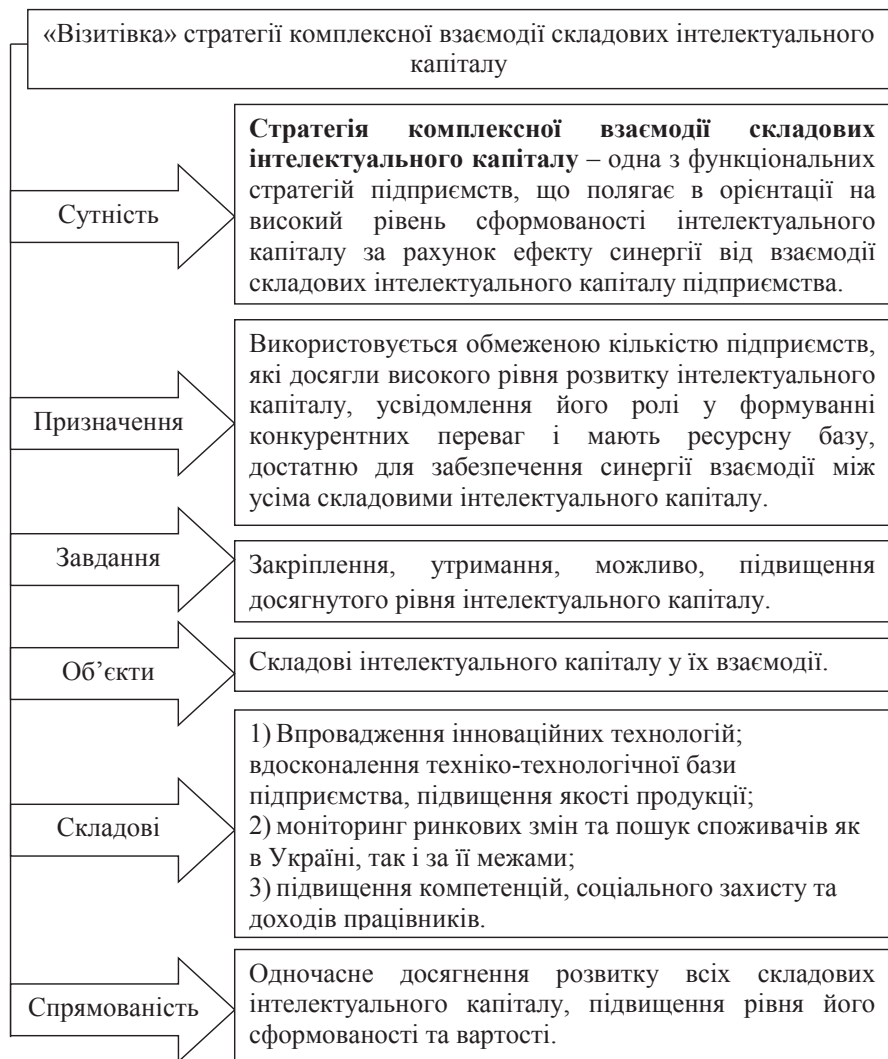 «Візитівка» стратегії комплексної взаємодії складових інтелектуального
капіталу
Сутність
Стратегія комплексної взаємодії складових
інтелектуального капіталу – одна з функціональних
стратегій підприємств, що полягає в орієнтації на
високий рівень сформованості інтелектуального
капіталу за рахунок ефекту синергії від взаємодії
складових інтелектуального капіталу підприємства.
Призначення
Використовується обмеженою кількістю підприємств,
які досягли високого рівня розвитку інтелектуального
капіталу, усвідомлення його ролі у формуванні
конкурентних переваг і мають ресурсну базу,
достатню для забезпечення синергії взаємодії між
усіма складовими інтелектуального капіталу.
Завдання
Закріплення, утримання, можливо, підвищення
досягнутого рівня інтелектуального капіталу.
Об’єкти
Складові інтелектуального капіталу у їх взаємодії.
Складові
1) Впровадження інноваційних технологій;
вдосконалення техніко-технологічної бази
підприємства, підвищення якості продукції;
2) моніторинг ринкових змін та пошук споживачів як
в Україні, так і за її межами;
3) підвищення компетенцій, соціального захисту та
доходів працівників.
Спрямованість
Одночасне досягнення розвитку всіх складових
інтелектуального капіталу, підвищення рівня його
сформованості та вартості.